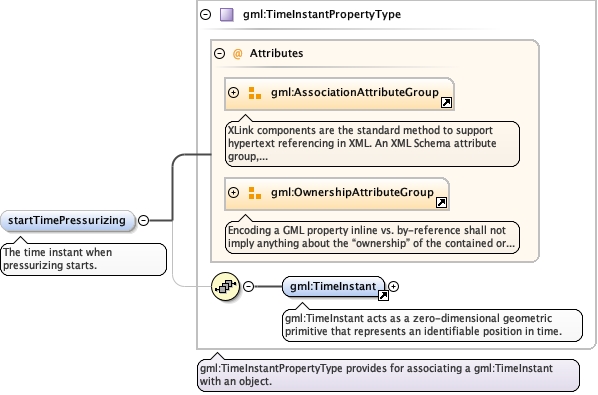 gml:TimeInstantPropertyType
@ Attributes
gml:AssociationAttributeGroup
XLink components are the standard method to support
hypertext referencing in XML. An XML Schema attribute
group,...
gml:OwnershipAttributeGroup
Encoding a GML property inline vs. by-reference shall not
imply anything about the “ownership” of the contained or...
startTimePressurizing
The time instant when
pressurizing starts.
gml:TimeInstant
gml:TimeInstant acts as a zero-dimensional geometric
primitive that represents an identifiable position in time.
gml:TimeInstantPropertyType provides for associating a gml:TimeInstant
with an object.